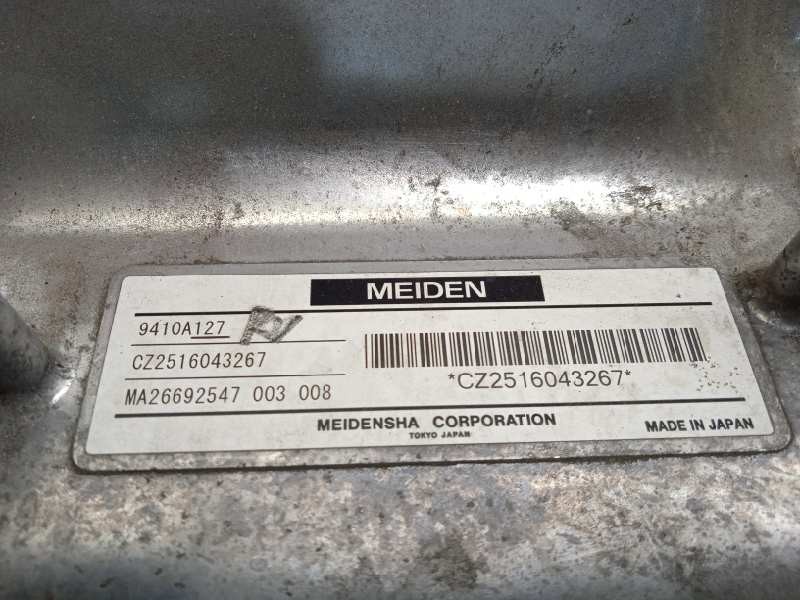 MEIDEN
9410A127
CZ2516043267
MA26692547 003 008
*CZ2516043267*
MEIDENSHA CORPORATION
TOKYO JAPAN
MADE IN JAPAN